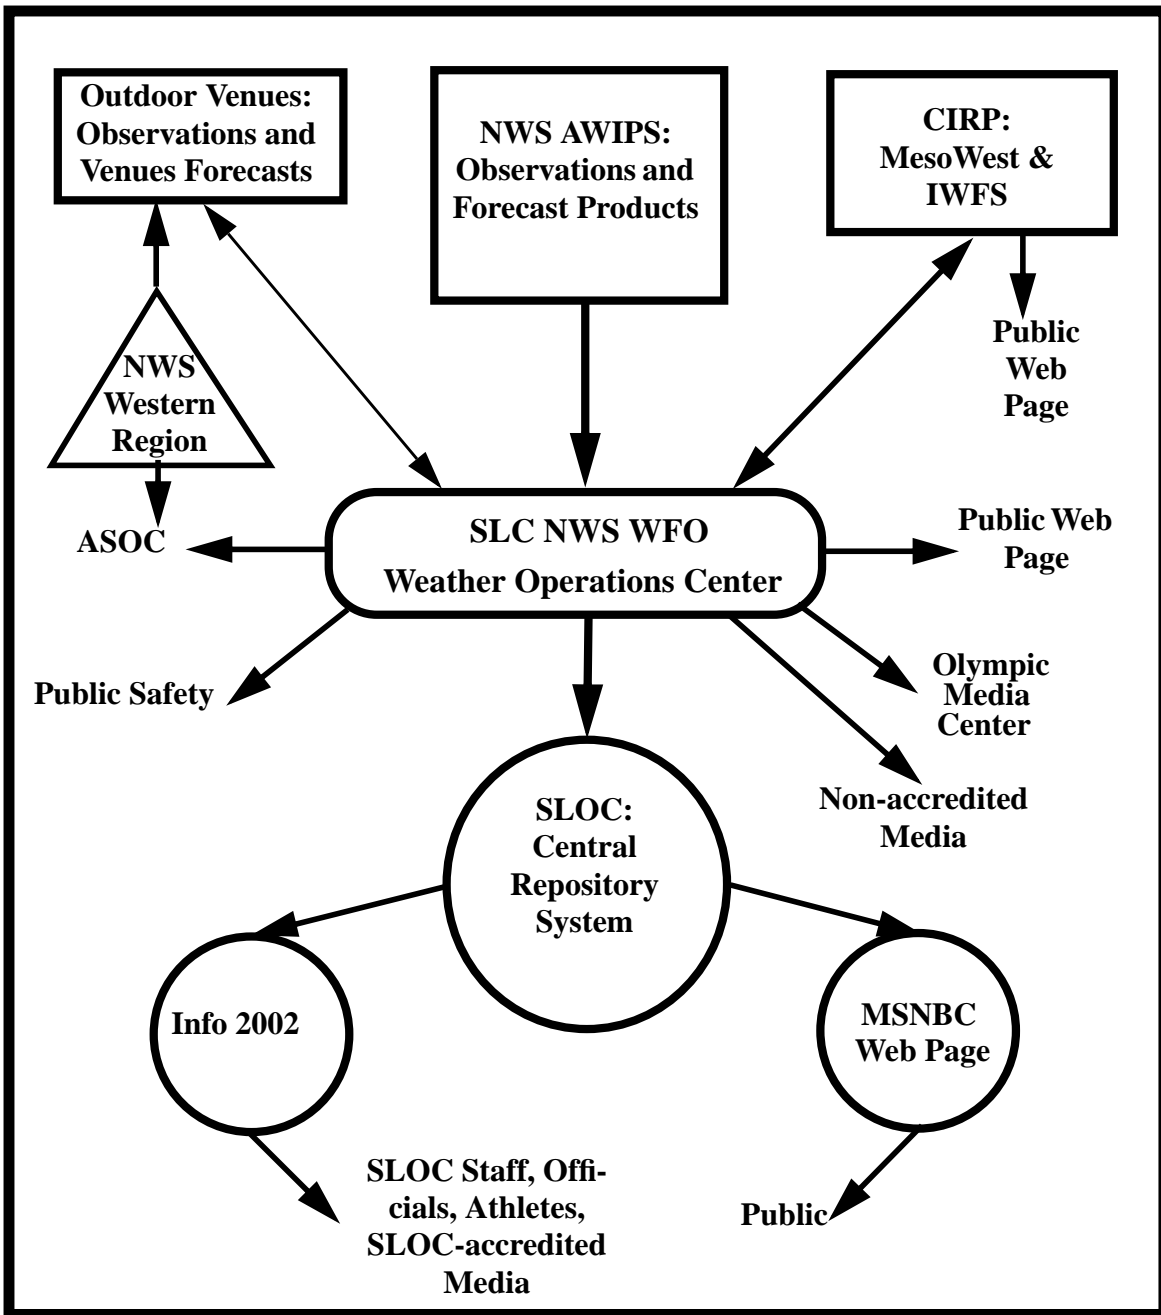 Outdoor Venues:
Observations and
Venues Forecasts
NWS AWIPS:
Observations and
Forecast Products
CIRP:
MesoWest &
IWFS
Public
Web
Page
NWS
Western
Region
ASOC
SLC NWS WFO
Weather Operations Center
Public Web
Page
Public Safety
Olympic
Media
Center
Non-accredited
Media
SLOC:
Central
Repository
System
Info 2002
MSNBC
Web Page
SLOC Staff, Offi-
cials, Athletes,
SLOC-accredited
Media
Public